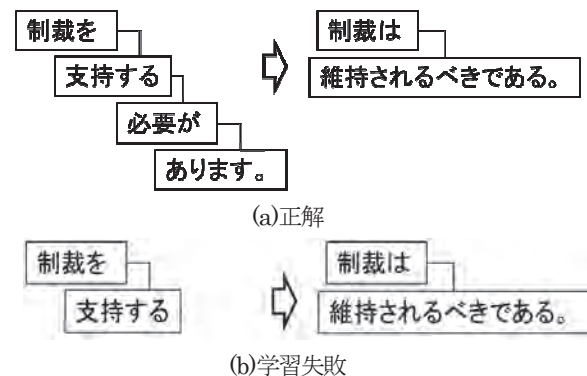 制裁を
支持する
必要が
あります。
制裁は
維持されるべきである。
(a)正解
制裁を
支持する
制裁は
維持されるべきである。
(b)学習失敗